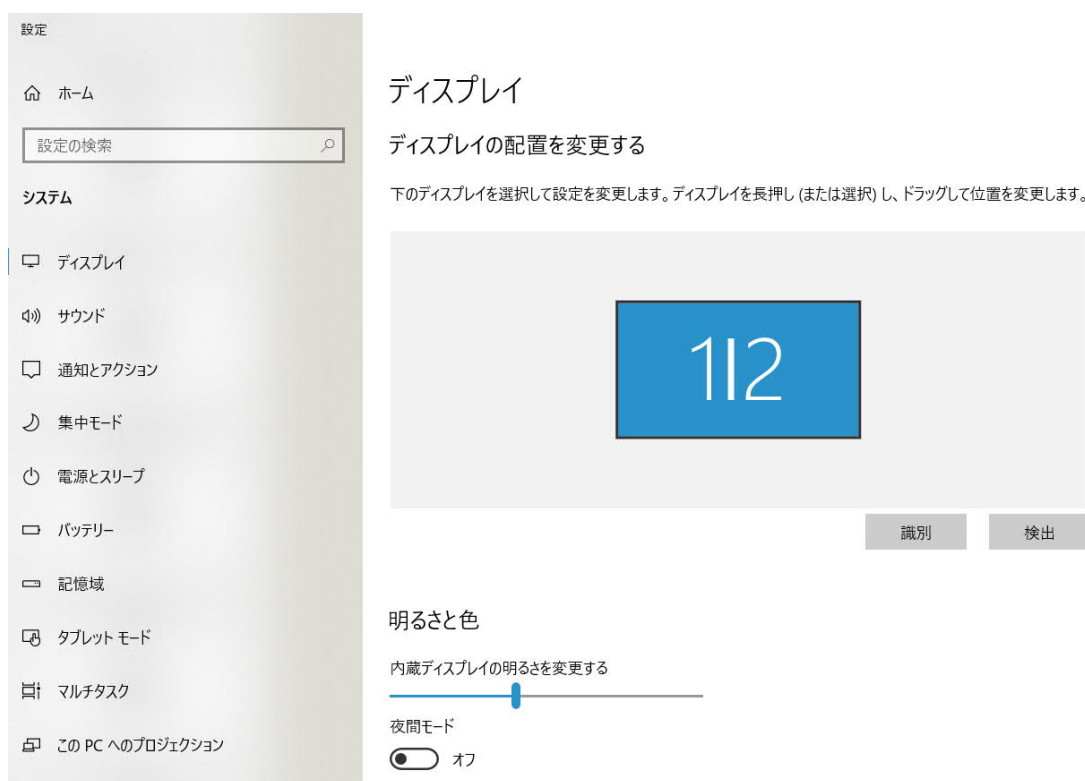 設定
ホーム
設定の検索
システム
ディスプレイ
サウンド
通知とアクション
集中モード
電源とスリープ
バッテリー
記憶域
タブレット モード
マルチタスク
この PC へのプロジェクション
ディスプレイ
ディスプレイの配置を変更する
下のディスプレイを選択して設定を変更します。ディスプレイを長押し (または選択) し、ドラッグして位置を変更します。
1|2
識別
検出
明るさと色
内蔵ディスプレイの明るさを変更する
夜間モード
オフ